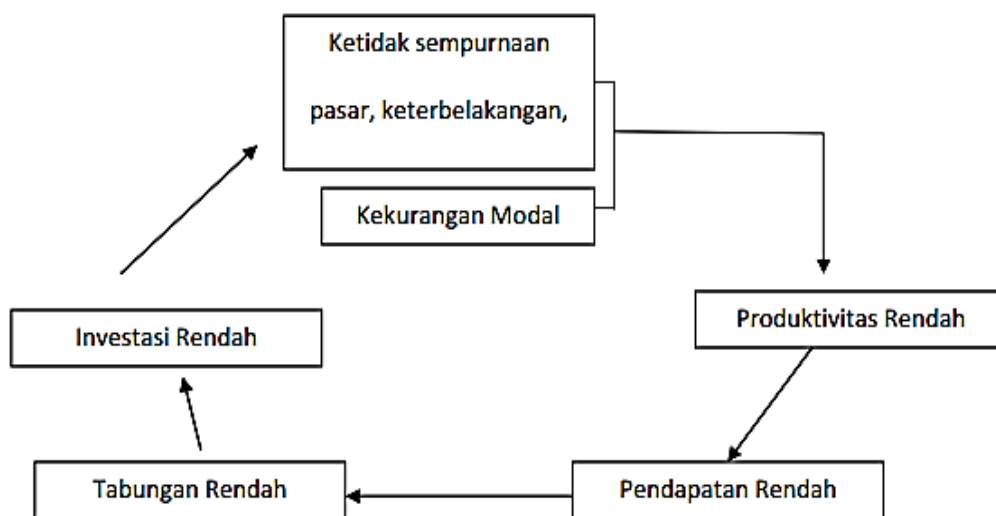 Ketidak sempurnaan
pasar, keterbelakangan,
Kekurangan Modal
Produktivitas Rendah
Pendapatan Rendah
Tabungan Rendah
Investasi Rendah